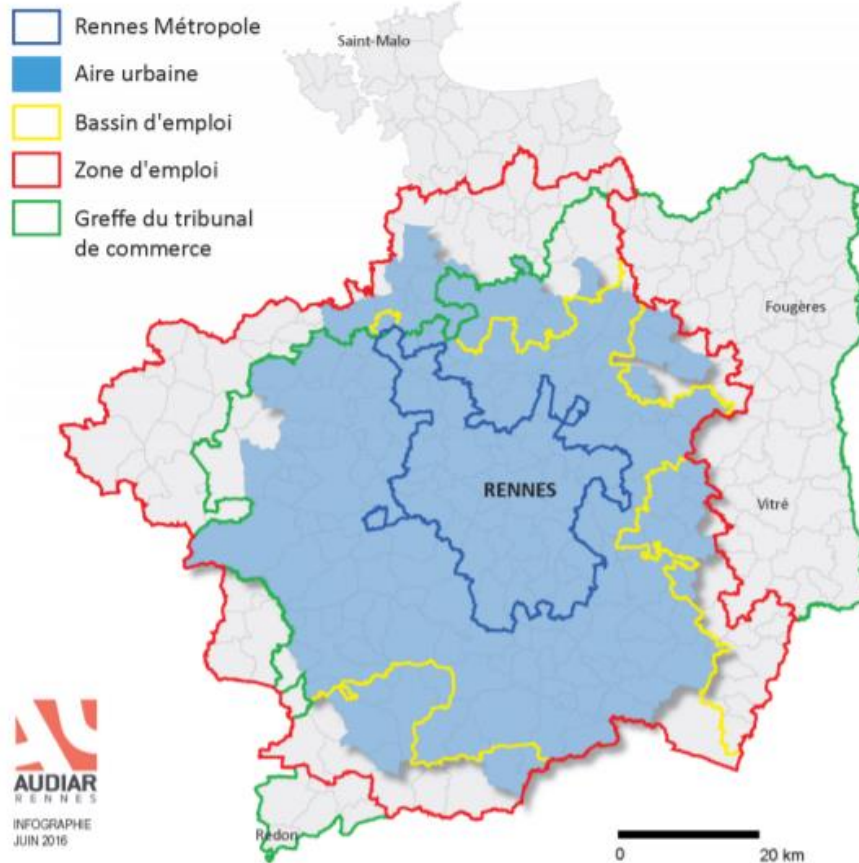 Rennes Métropole
Aire urbaine
Bassin d'emploi
Zone d'emploi
Greffe du tribunal
de commerce
Saint-Malo
Fougères
RENNES
Vitré
Redon
AUDIAR
RENNES
INFOGRAPHIE
JUIN 2016
0 20 km